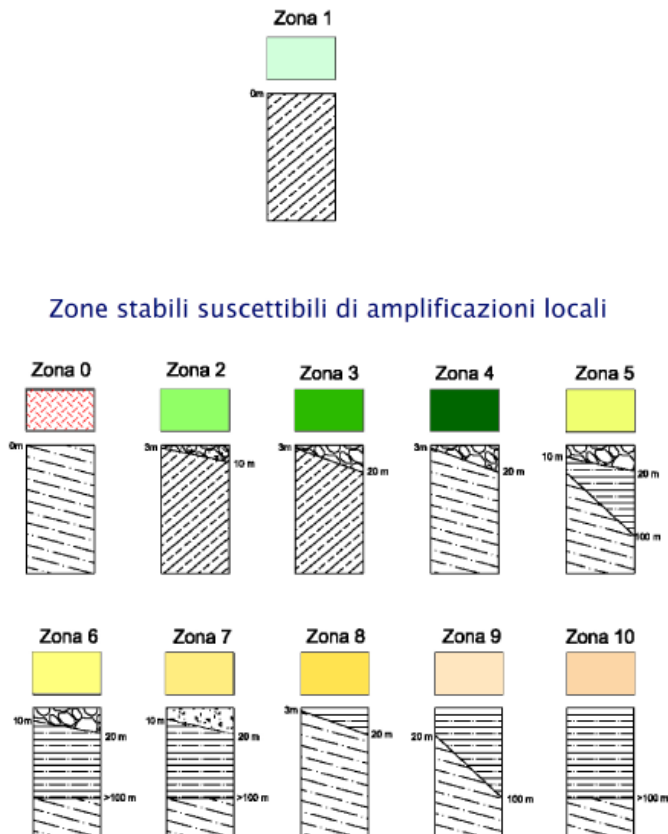 Zona 1
0m
Zone stabili suscettibili di amplificazioni locali
Zona 0 Zona 2 Zona 3 Zona 4 Zona 5
0m 3m 10 m 3m 20 m 3m 20 m 10 m 20 m 100 m
Zona 6 Zona 7 Zona 8 Zona 9 Zona 10
10 m 20 m >100 m 10 m 20 m >100 m 3m 20 m 20 m 100 m >100 m